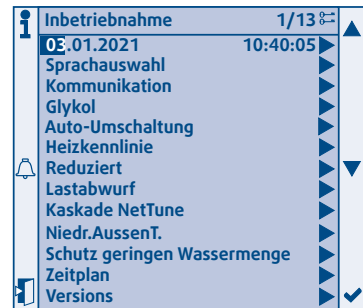 Inbetriebnahme 1/13
03.01.2021 10:40:05
Sprachauswahl
Kommunikation
Glykol
Auto-Umschaltung
Heizkennlinie
Reduziert
Lastabwurf
Kaskade NetTune
Niedr.AussenT.
Schutz geringen Wassermenge
Zeitplan
Versions